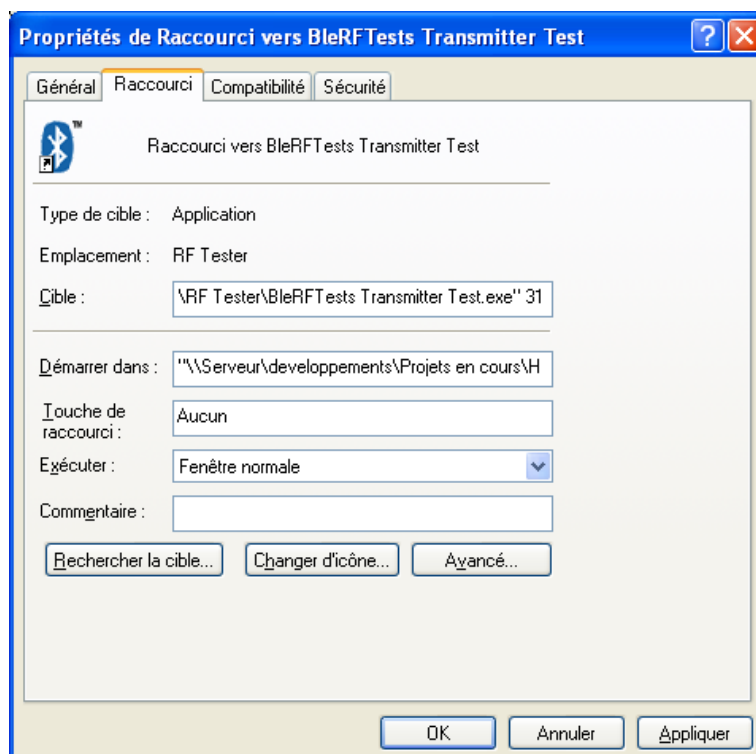 Propriétés de Raccourci vers BleRFTests Transmitter Test
Général Raccourci Compatibilité Sécurité
TM
Raccourci vers BleRFTests Transmitter Test
Type de cible : Application
Emplacement : RF Tester
Cible : \RF Tester\BleRFTests Transmitter Test.exe" 31
Démarrer dans : "\\Serveur\developpements\Projets en cours\H
Touche de
raccourci : Aucun
Exécuter : Fenêtre normale
Commentaire :
Rechercher la cible... Changer d'icône... Avancé...
OK Annuler Appliquer